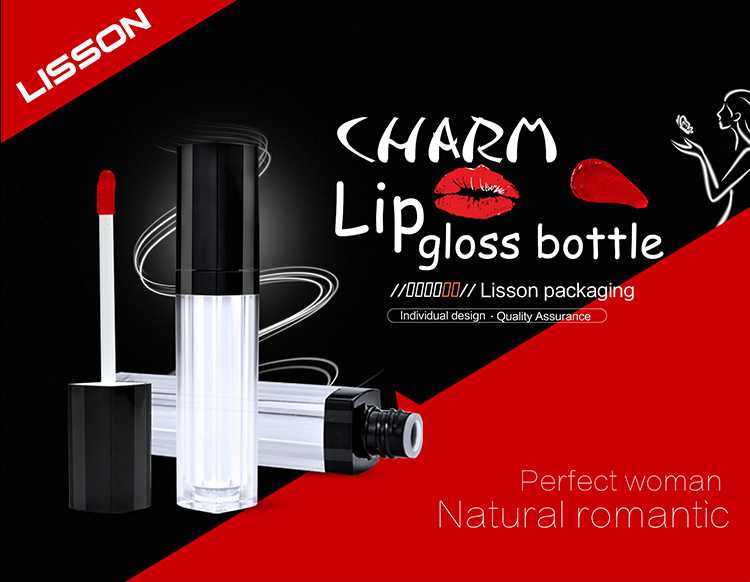 LISSON
CHARM
Lip
gloss bottle
//▯▯▯▯▯▯▯// Lisson packaging
Individual design · Quality Assurance
Perfect woman
Natural romantic